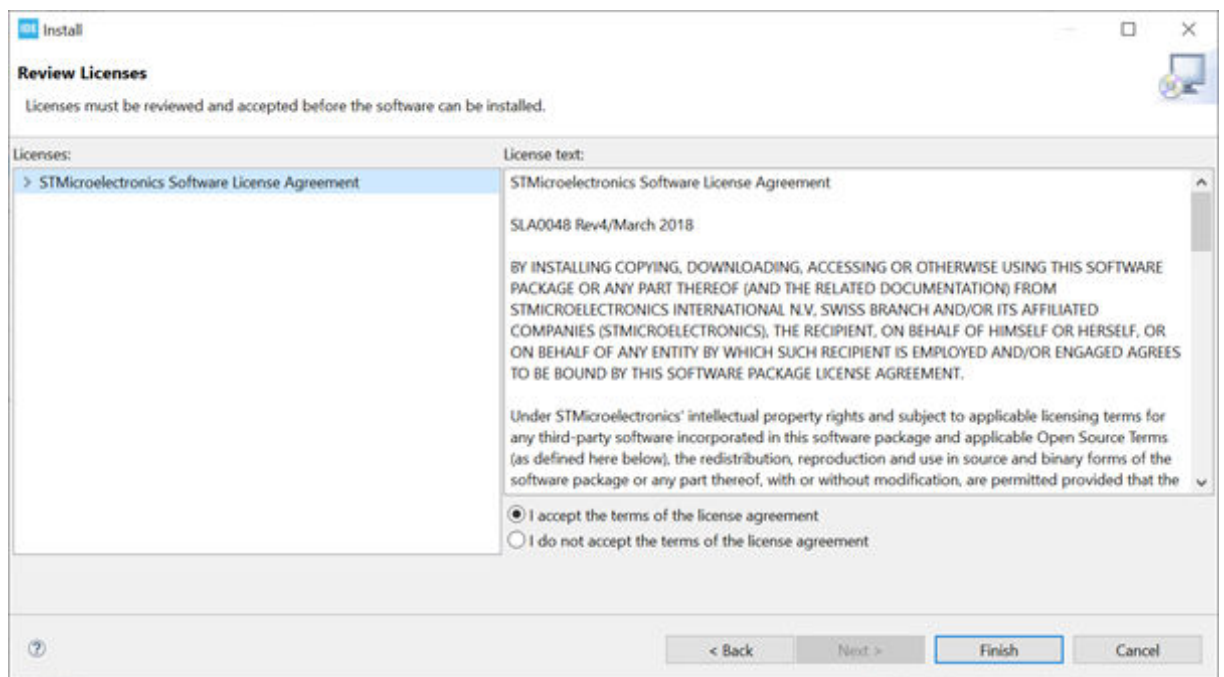 IDE Install
Review Licenses
Licenses must be reviewed and accepted before the software can be installed.
Licenses:
STMicroelectronics Software License Agreement
License text:
STMicroelectronics Software License Agreement
SLA0048 Rev4/March 2018
BY INSTALLING COPYING, DOWNLOADING, ACCESSING OR OTHERWISE USING THIS SOFTWARE
PACKAGE OR ANY PART THEREOF (AND THE RELATED DOCUMENTATION) FROM
STMICROELECTRONICS INTERNATIONAL N.V, SWISS BRANCH AND/OR ITS AFFILIATED
COMPANIES (STMICROELECTRONICS), THE RECIPIENT, ON BEHALF OF HIMSELF OR HERSELF, OR
ON BEHALF OF ANY ENTITY BY WHICH SUCH RECIPIENT IS EMPLOYED AND/OR ENGAGED AGREES
TO BE BOUND BY THIS SOFTWARE PACKAGE LICENSE AGREEMENT.
Under STMicroelectronics' intellectual property rights and subject to applicable licensing terms for
any third-party software incorporated in this software package and applicable Open Source Terms
(as defined here below), the redistribution, reproduction and use in source and binary forms of the
software package or any part thereof, with or without modification, are permitted provided that the
I accept the terms of the license agreement
I do not accept the terms of the license agreement
? < Back Next > Finish Cancel